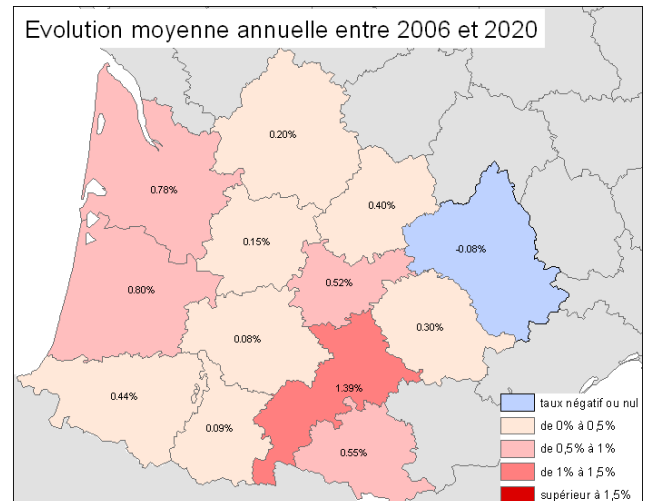 Evolution moyenne annuelle entre 2006 et 2020
0.20%
0.78%
0.40%
0.15%
-0.08%
0.52%
0.80%
0.30%
0.08%
1.39%
0.44%
0.09%
0.55%
taux négatif ou nul
de 0% à 0,5%
de 0,5% à 1%
de 1% à 1,5%
supérieur à 1,5%